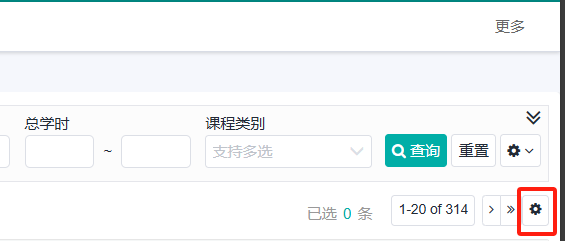 更多
总学时
课程类别
~
支持多选
查询
重置
已选 0 条
1-20 of 314